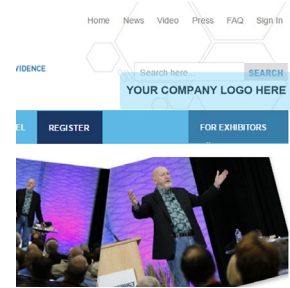 Home News Video Press FAQ Sign In
VIDENCE
Search here... SEARCH
YOUR COMPANY LOGO HERE
EL REGISTER FOR EXHIBITORS